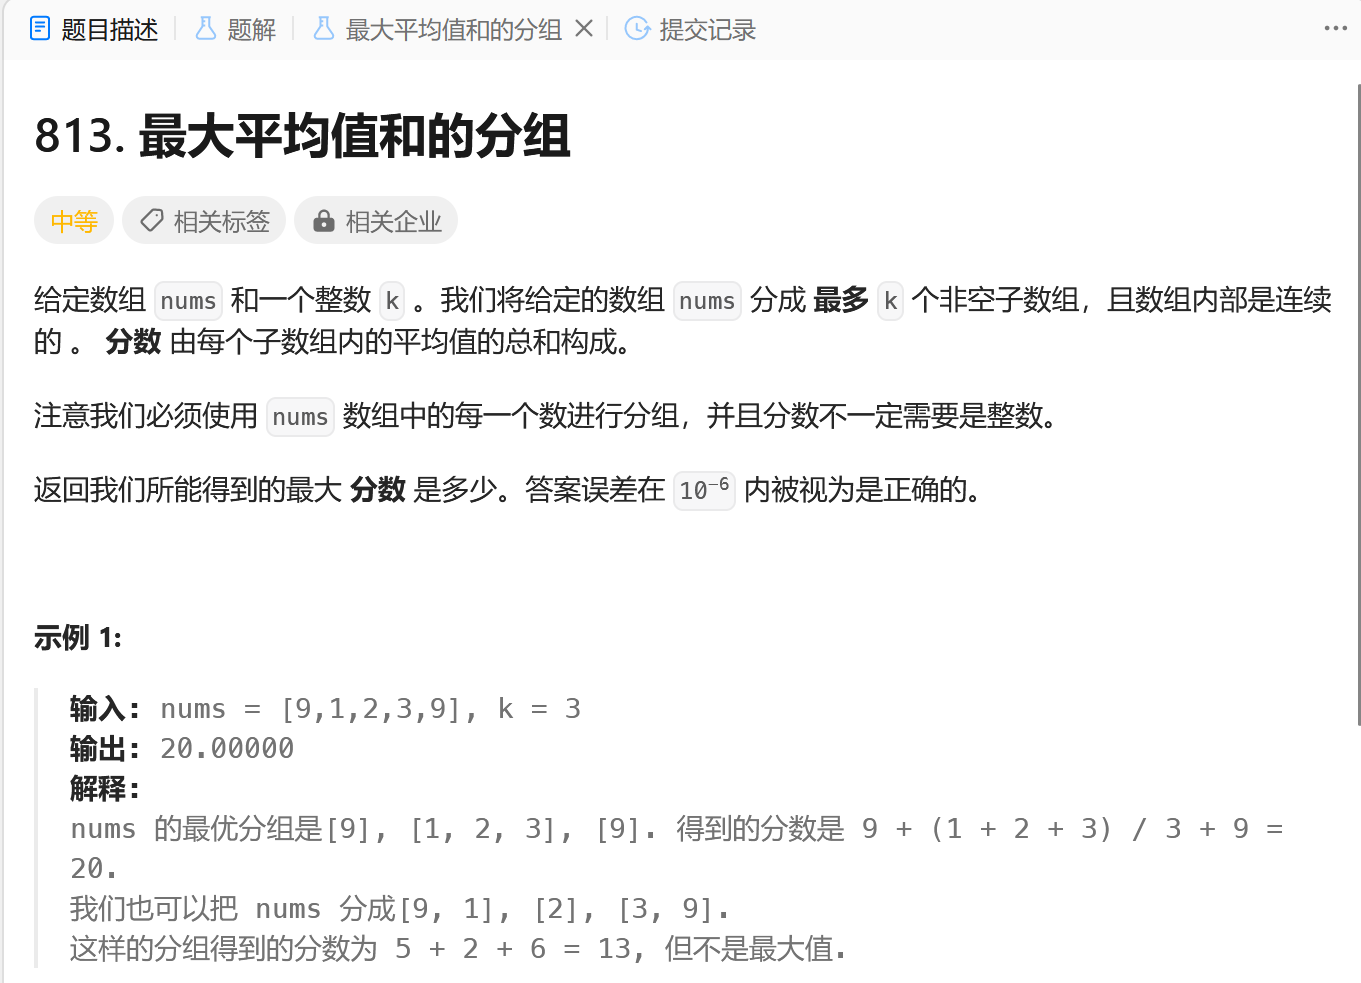 题目描述 题解 最大平均值和的分组 提交记录
813. 最大平均值和的分组
中等 相关标签 相关企业
给定数组 nums 和一个整数 k 。我们将给定的数组 nums 分成 最多 k 个非空子数组，且数组内部是连续
的 。 分数 由每个子数组内的平均值的总和构成。
注意我们必须使用 nums 数组中的每一个数进行分组，并且分数不一定需要是整数。
返回我们所能得到的最大 分数 是多少。答案误差在 10⁻⁶ 内被视为是正确的。
示例 1:
输入: nums = [9,1,2,3,9], k = 3
输出: 20.00000
解释:
nums 的最优分组是[9], [1, 2, 3], [9]. 得到的分数是 9 + (1 + 2 + 3) / 3 + 9 =
20.
我们也可以把 nums 分成[9, 1], [2], [3, 9].
这样的分组得到的分数为 5 + 2 + 6 = 13, 但不是最大值.